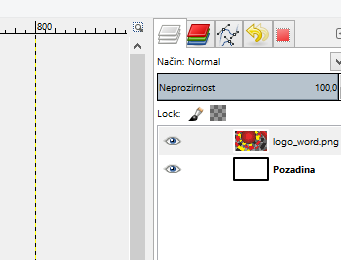 800
Način: Normal
Neprozirnost 100,0
Lock:
logo_word.png
Pozadina